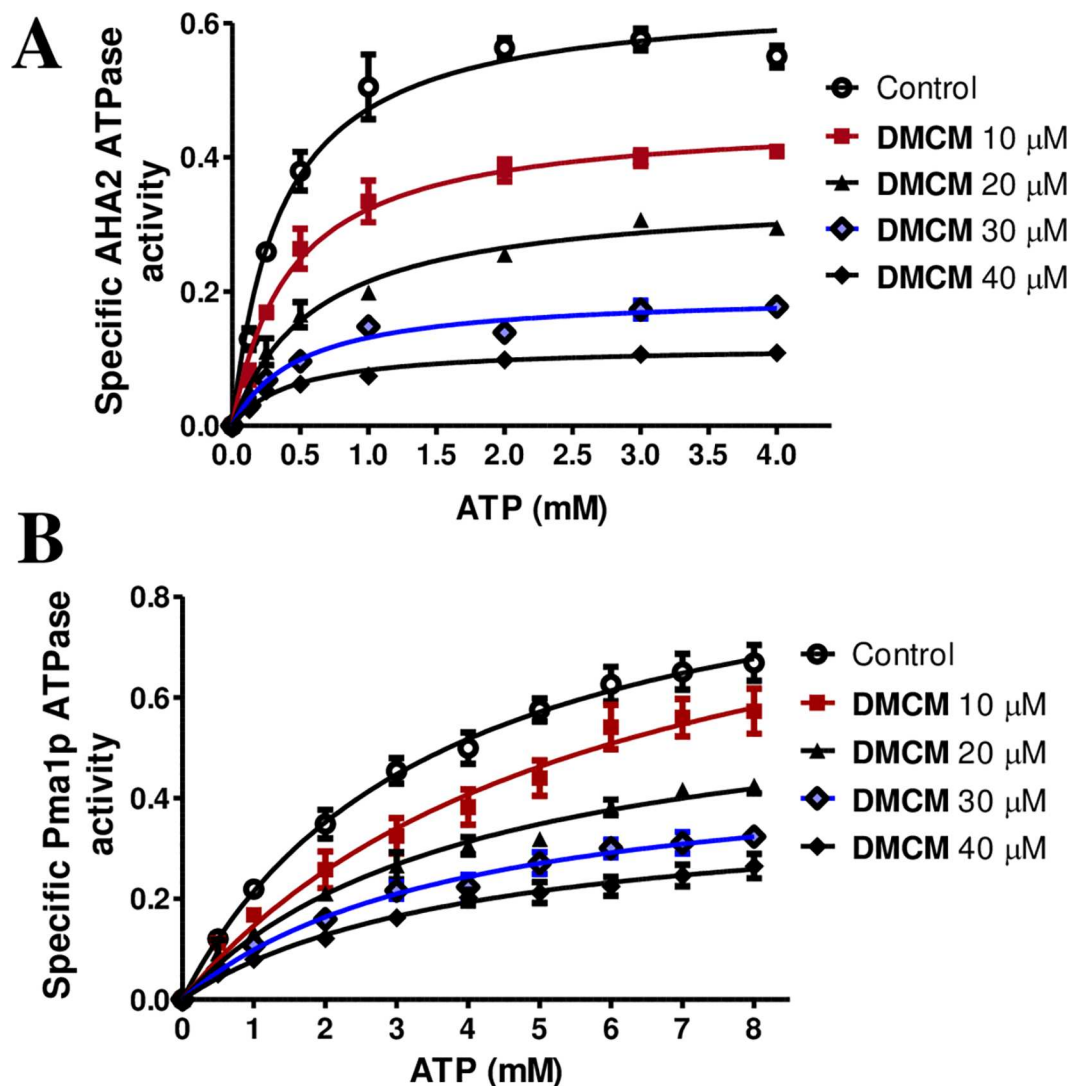 A
Specific AHA2 ATPase
activity
0.6
0.4
0.2
0.0
0.0 0.5 1.0 1.5 2.0 2.5 3.0 3.5 4.0
ATP (mM)
Control
DMCM 10 μM
DMCM 20 μM
DMCM 30 μM
DMCM 40 μM
B
Specific Pma1p ATPase
activity
0.8
0.6
0.4
0.2
0.0
0 1 2 3 4 5 6 7 8
ATP (mM)
Control
DMCM 10 μM
DMCM 20 μM
DMCM 30 μM
DMCM 40 μM